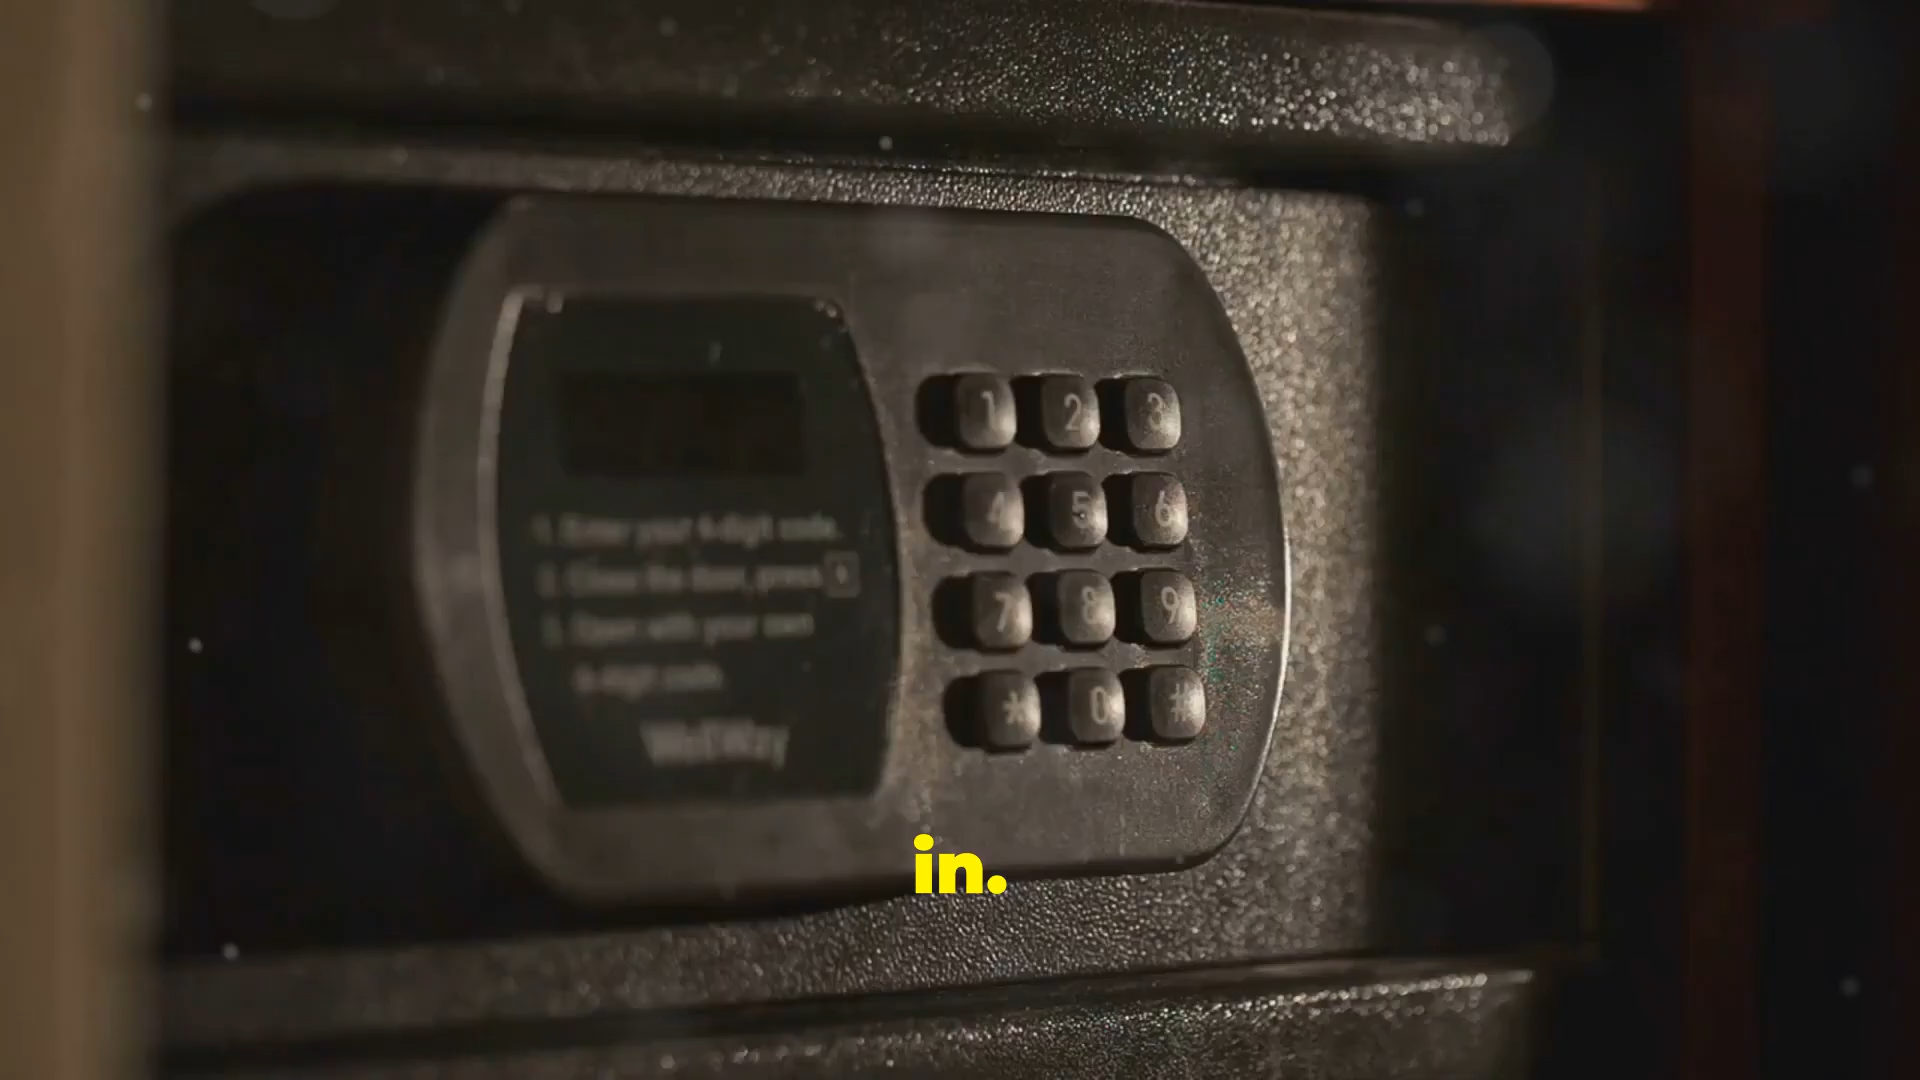 1 2 3
4 5 6
1. Enter your 4-digit code.
2. Close the door, press
7 8 9
3. Open with your own
4-digit code.
* 0 #
in.